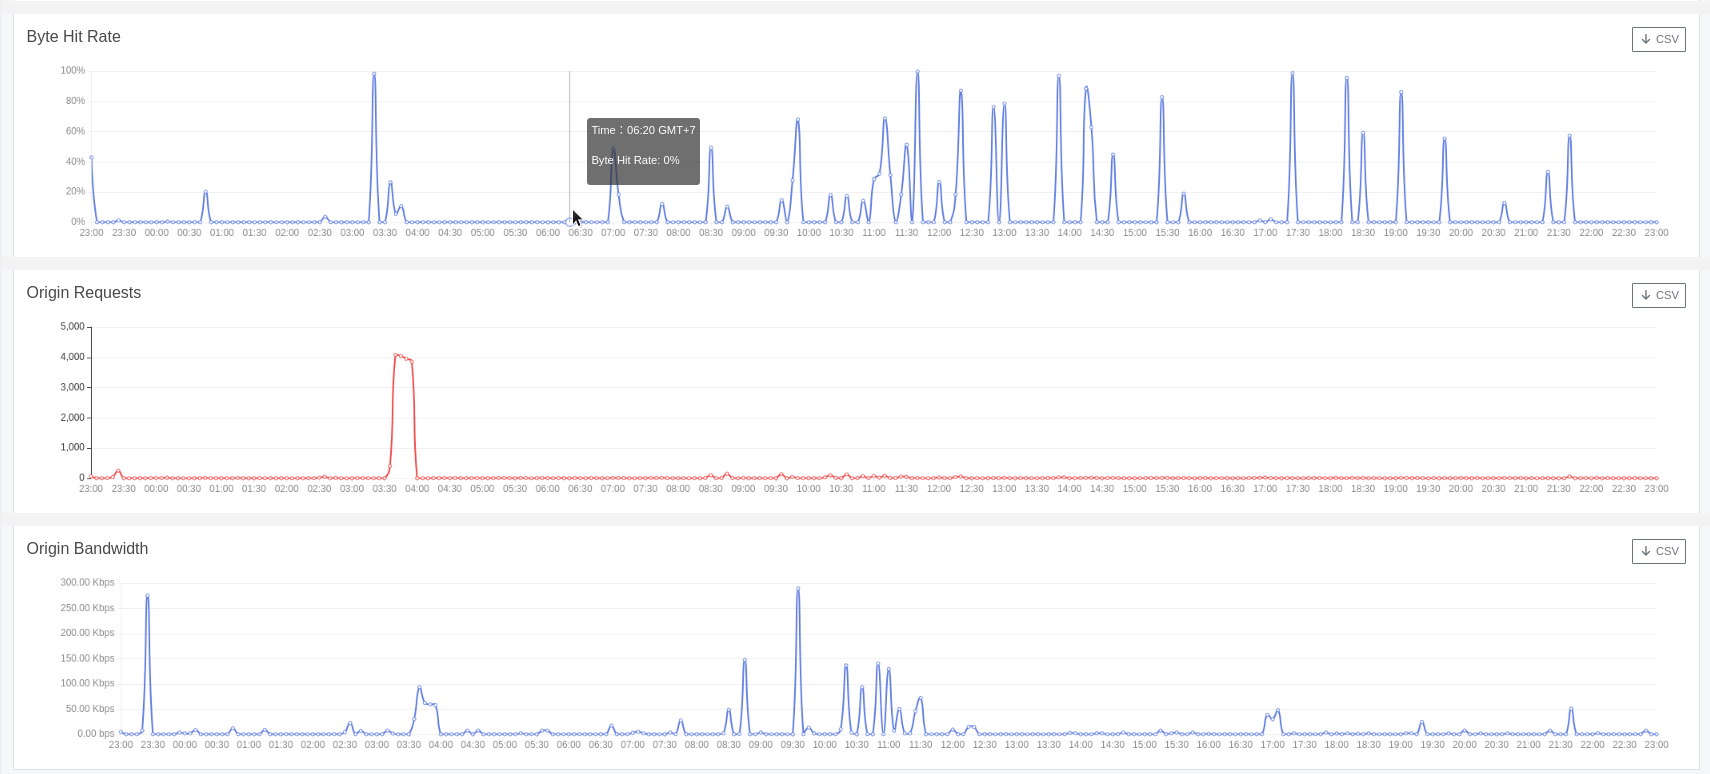 Byte Hit Rate
CSV
100%
80%
60%
40%
20%
0%
Time：06:20 GMT+7
Byte Hit Rate: 0%
23:00 23:30 00:00 00:30 01:00 01:30 02:00 02:30 03:00 03:30 04:00 04:30 05:00 05:30 06:00 06:30 07:00 07:30 08:00 08:30 09:00 09:30 10:00 10:30 11:00 11:30 12:00 12:30 13:00 13:30 14:00 14:30 15:00 15:30 16:00 16:30 17:00 17:30 18:00 18:30 19:00 19:30 20:00 20:30 21:00 21:30 22:00 22:30 23:00
Origin Requests
CSV
5,000
4,000
3,000
2,000
1,000
0
23:00 23:30 00:00 00:30 01:00 01:30 02:00 02:30 03:00 03:30 04:00 04:30 05:00 05:30 06:00 06:30 07:00 07:30 08:00 08:30 09:00 09:30 10:00 10:30 11:00 11:30 12:00 12:30 13:00 13:30 14:00 14:30 15:00 15:30 16:00 16:30 17:00 17:30 18:00 18:30 19:00 19:30 20:00 20:30 21:00 21:30 22:00 22:30 23:00
Origin Bandwidth
CSV
300.00 Kbps
250.00 Kbps
200.00 Kbps
150.00 Kbps
100.00 Kbps
50.00 Kbps
0.00 bps
23:00 23:30 00:00 00:30 01:00 01:30 02:00 02:30 03:00 03:30 04:00 04:30 05:00 05:30 06:00 06:30 07:00 07:30 08:00 08:30 09:00 09:30 10:00 10:30 11:00 11:30 12:00 12:30 13:00 13:30 14:00 14:30 15:00 15:30 16:00 16:30 17:00 17:30 18:00 18:30 19:00 19:30 20:00 20:30 21:00 21:30 22:00 22:30 23:00